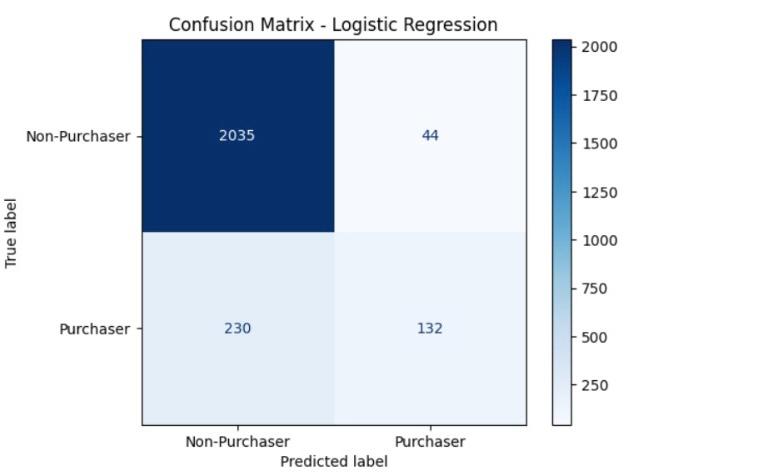 Confusion Matrix - Logistic Regression
2000
1750
1500
1250
1000
750
500
250
True label
Non-Purchaser
2035
44
Purchaser
230
132
Non-Purchaser
Purchaser
Predicted label